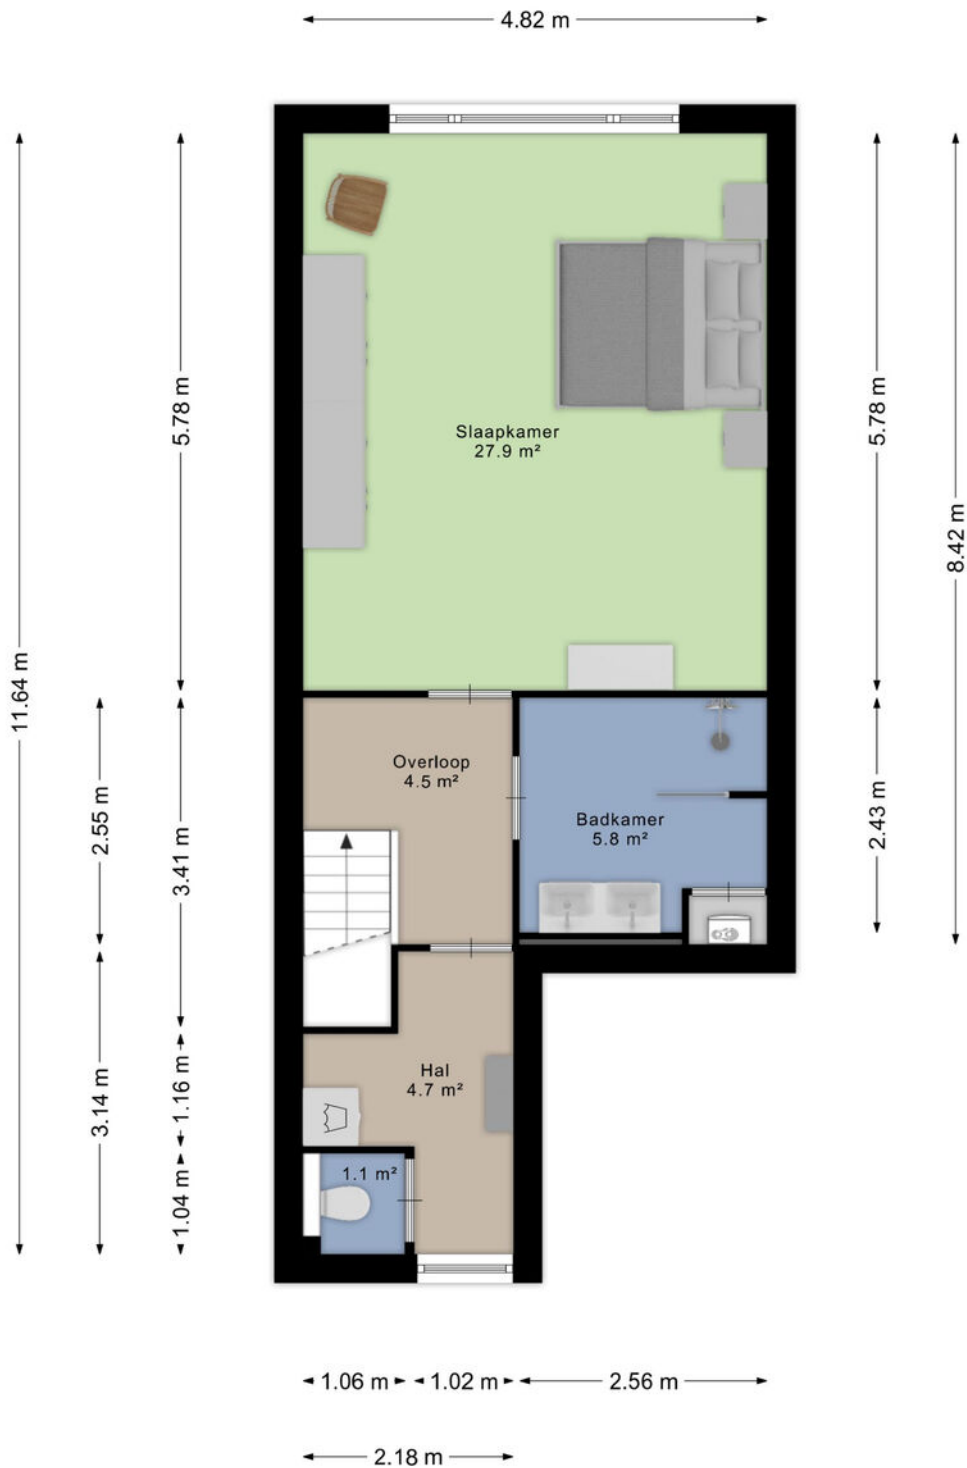 4.82 m
5.78 m
5.78 m
8.42 m
Slaapkamer
27.9 m²
11.64 m
2.55 m
3.41 m
Overloop
4.5 m²
Badkamer
5.8 m²
2.43 m
3.14 m
1.16 m
1.04 m
Hal
4.7 m²
1.1 m²
1.06 m
1.02 m
2.56 m
2.18 m